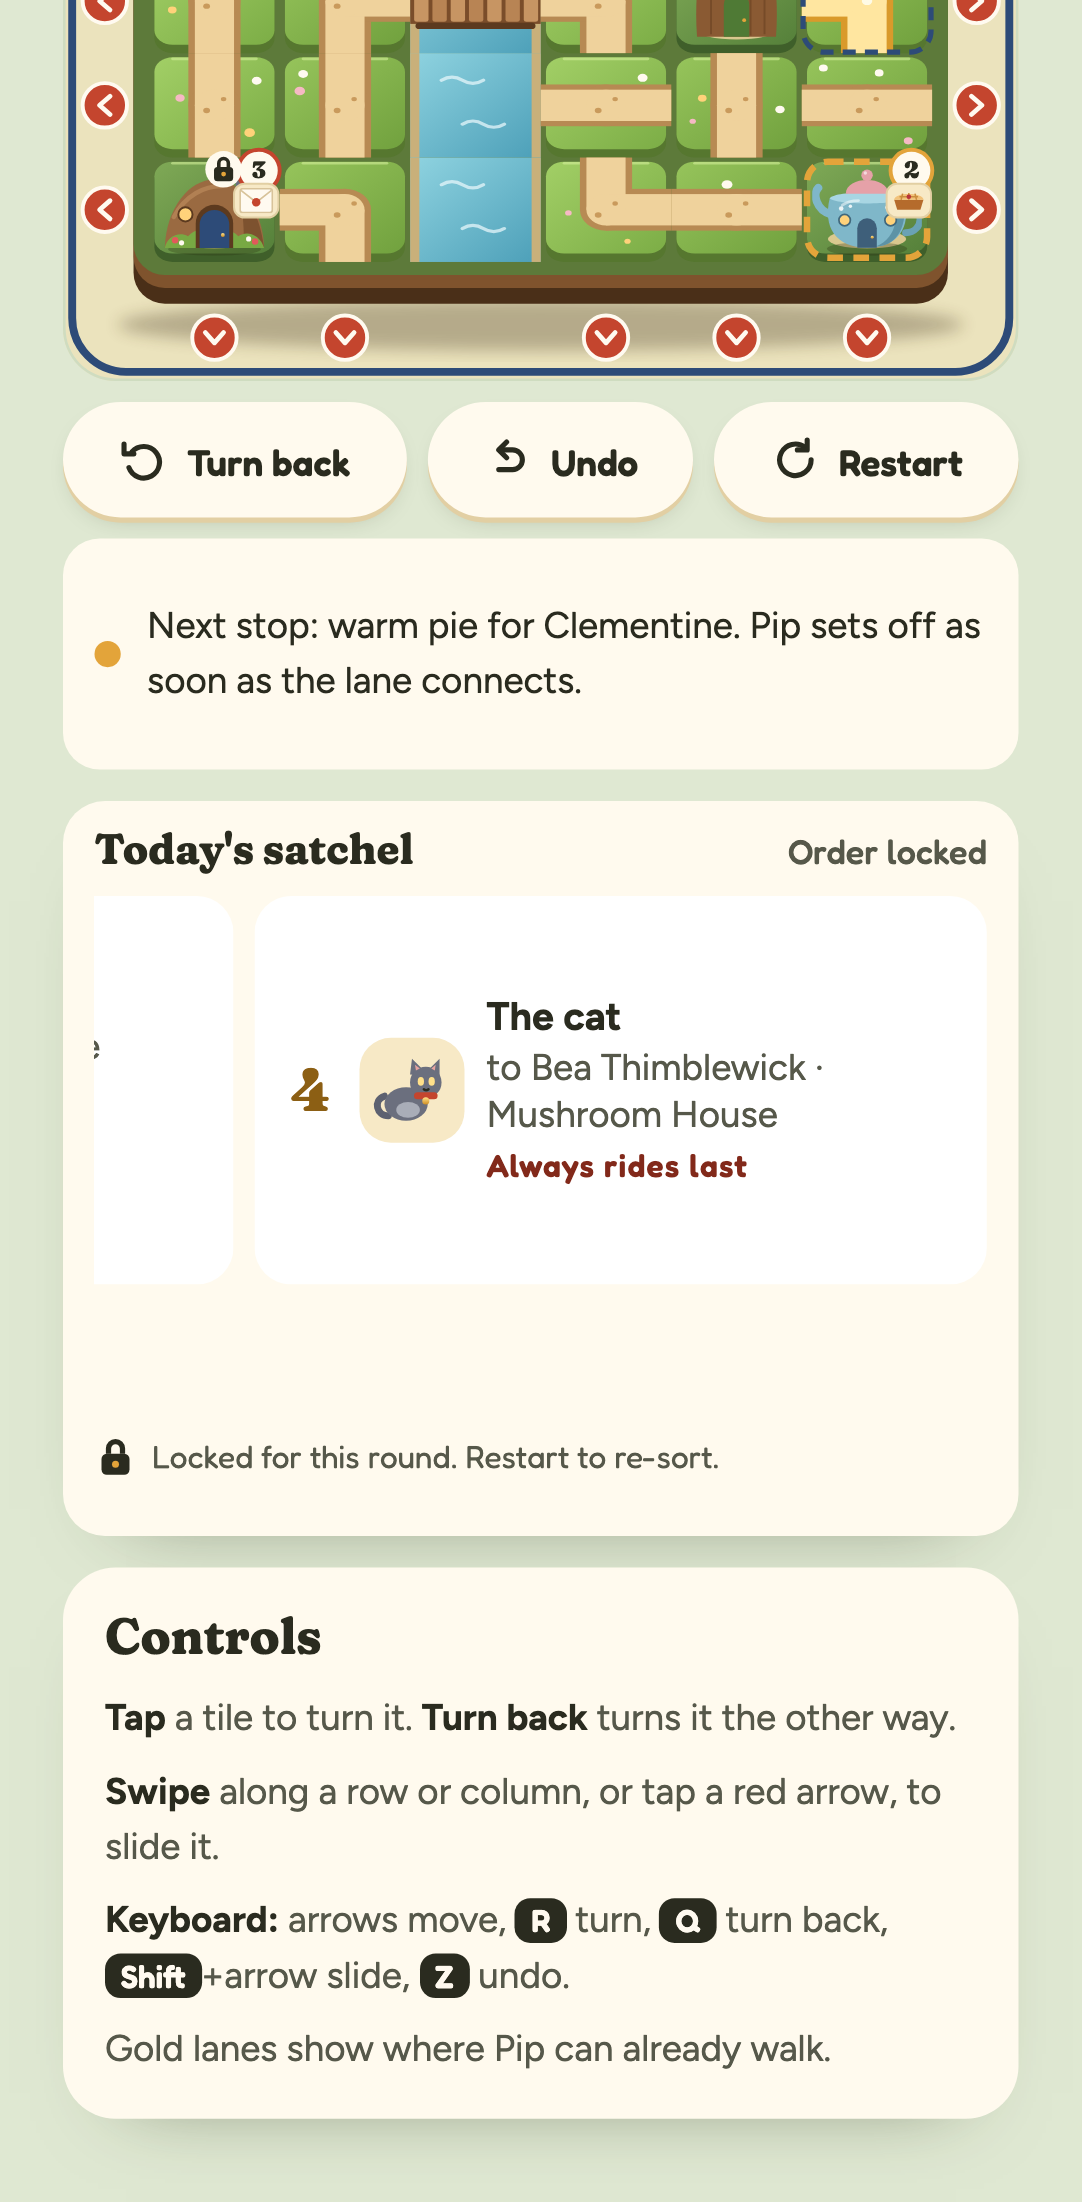 3
2
Turn back
Undo
Restart
Next stop: warm pie for Clementine. Pip sets off as
soon as the lane connects.
Today's satchel
Order locked
e
4
The cat
to Bea Thimblewick ·
Mushroom House
Always rides last
Locked for this round. Restart to re-sort.
Controls
Tap a tile to turn it. Turn back turns it the other way.
Swipe along a row or column, or tap a red arrow, to
slide it.
Keyboard: arrows move, R turn, Q turn back,
Shift+arrow slide, Z undo.
Gold lanes show where Pip can already walk.